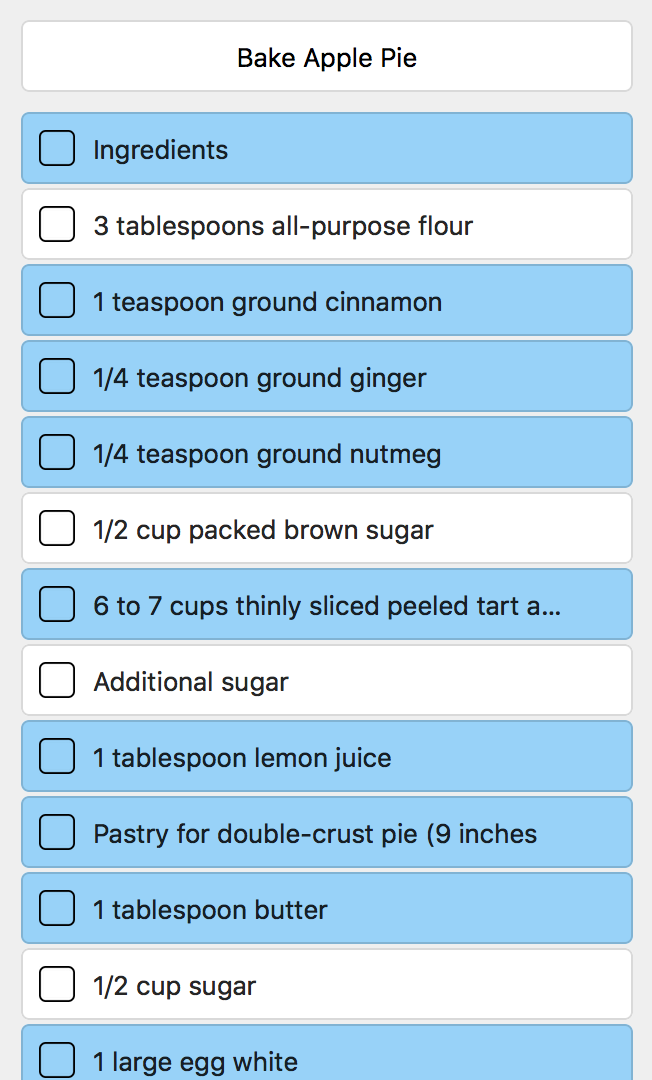 Bake Apple Pie
Ingredients
3 tablespoons all-purpose flour
1 teaspoon ground cinnamon
1/4 teaspoon ground ginger
1/4 teaspoon ground nutmeg
1/2 cup packed brown sugar
6 to 7 cups thinly sliced peeled tart a...
Additional sugar
1 tablespoon lemon juice
Pastry for double-crust pie (9 inches
1 tablespoon butter
1/2 cup sugar
1 large egg white